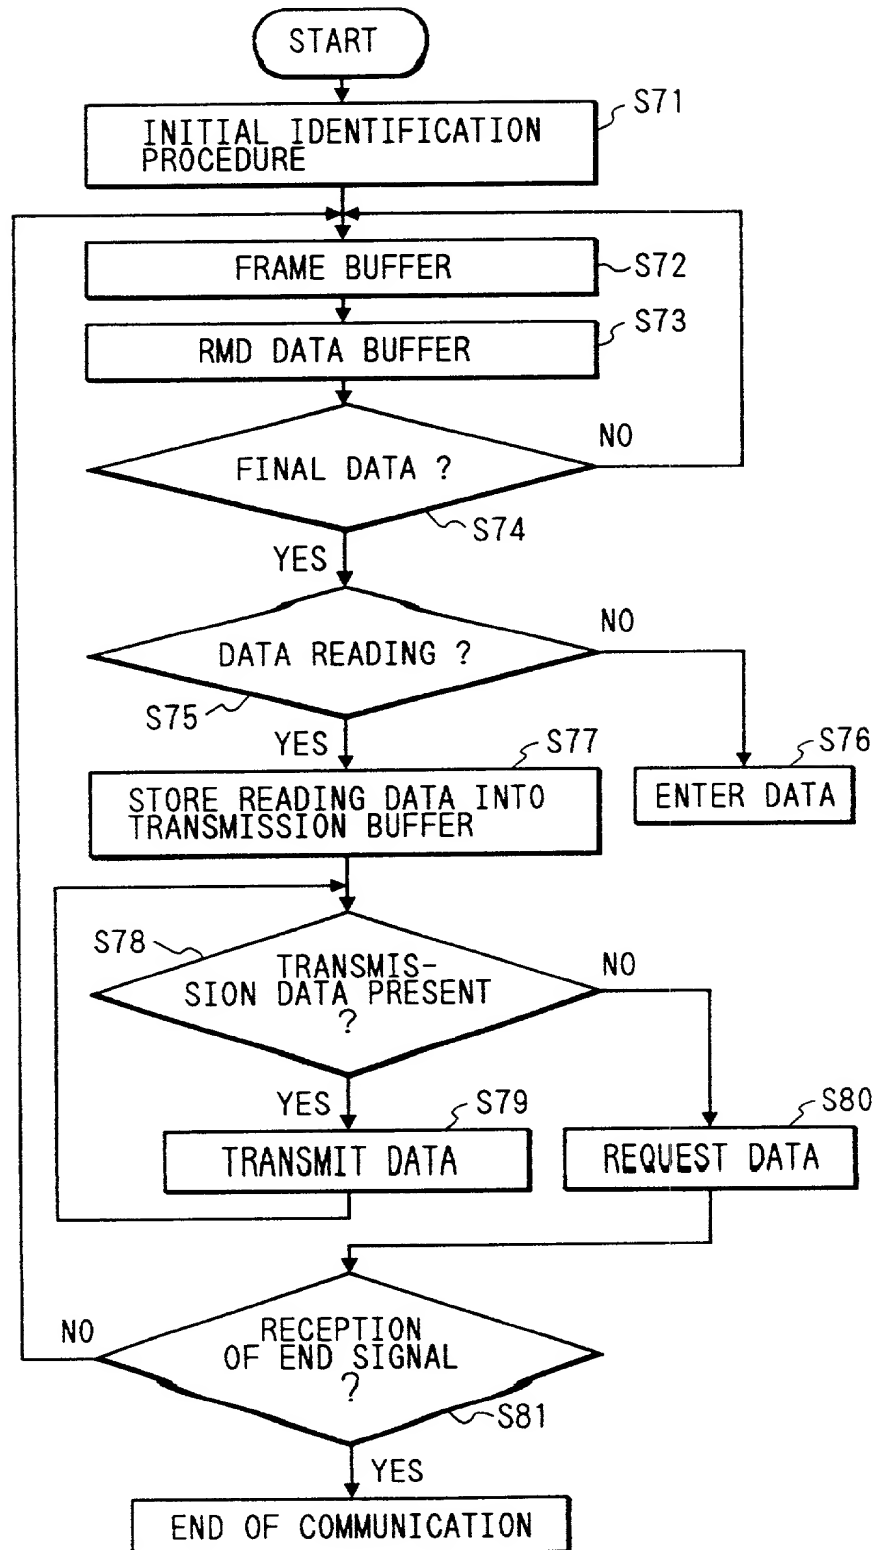 START
S71
INITIAL IDENTIFICATION
PROCEDURE
FRAME BUFFER
S72
S73
RMD DATA BUFFER
NO
FINAL DATA ?
S74
YES
NO
DATA READING ?
S75
YES
S77
S76
STORE READING DATA INTO
TRANSMISSION BUFFER
ENTER DATA
S78
TRANSMIS-
SION DATA PRESENT
?
NO
YES
S79
S80
TRANSMIT DATA
REQUEST DATA
NO
RECEPTION
OF END SIGNAL
?
S81
YES
END OF COMMUNICATION